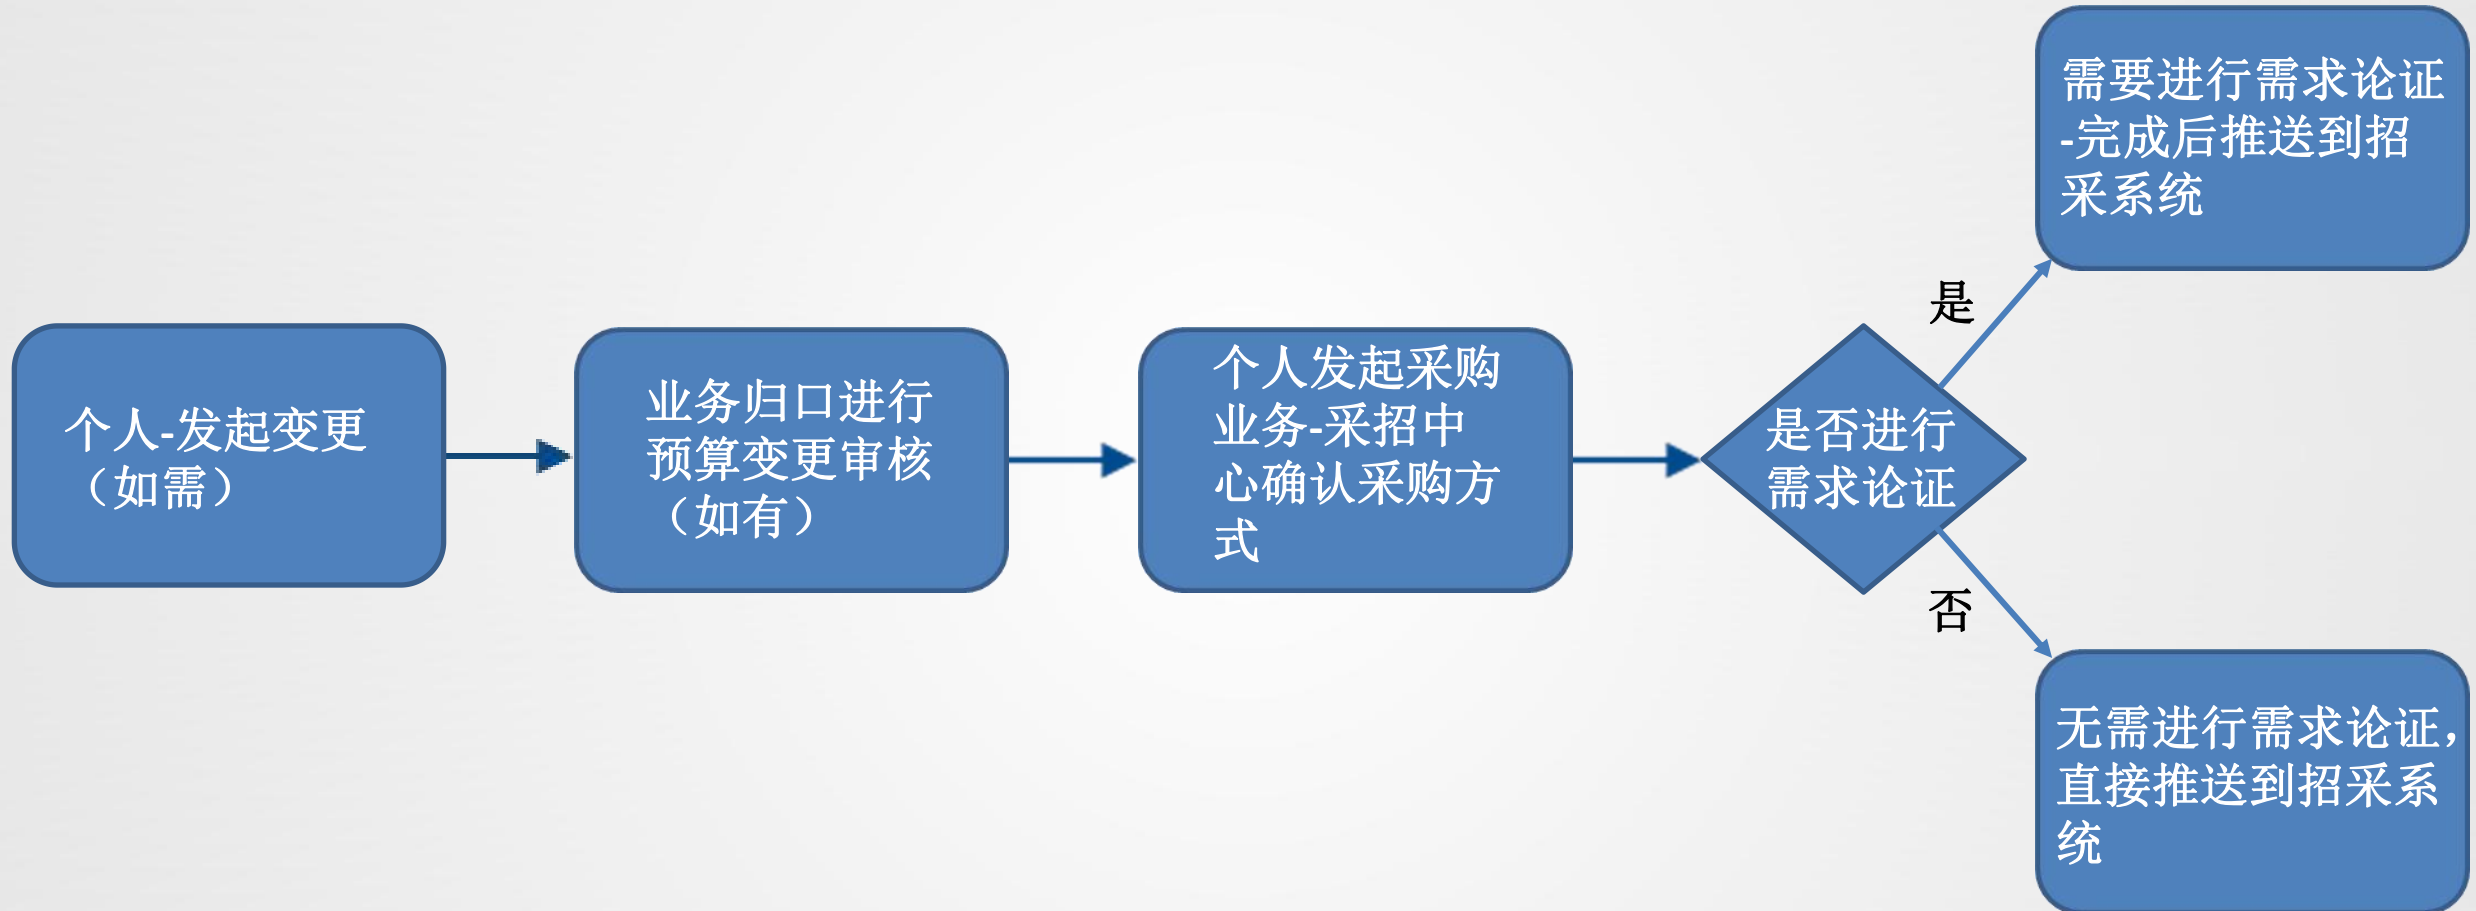 个人-发起变更
（如需）
业务归口进行
预算变更审核
（如有）
个人发起采购
业务-采招中
心确认采购方
式
是否进行
需求论证
是
需要进行需求论证
-完成后推送到招
采系统
否
无需进行需求论证，
直接推送到招采系
统